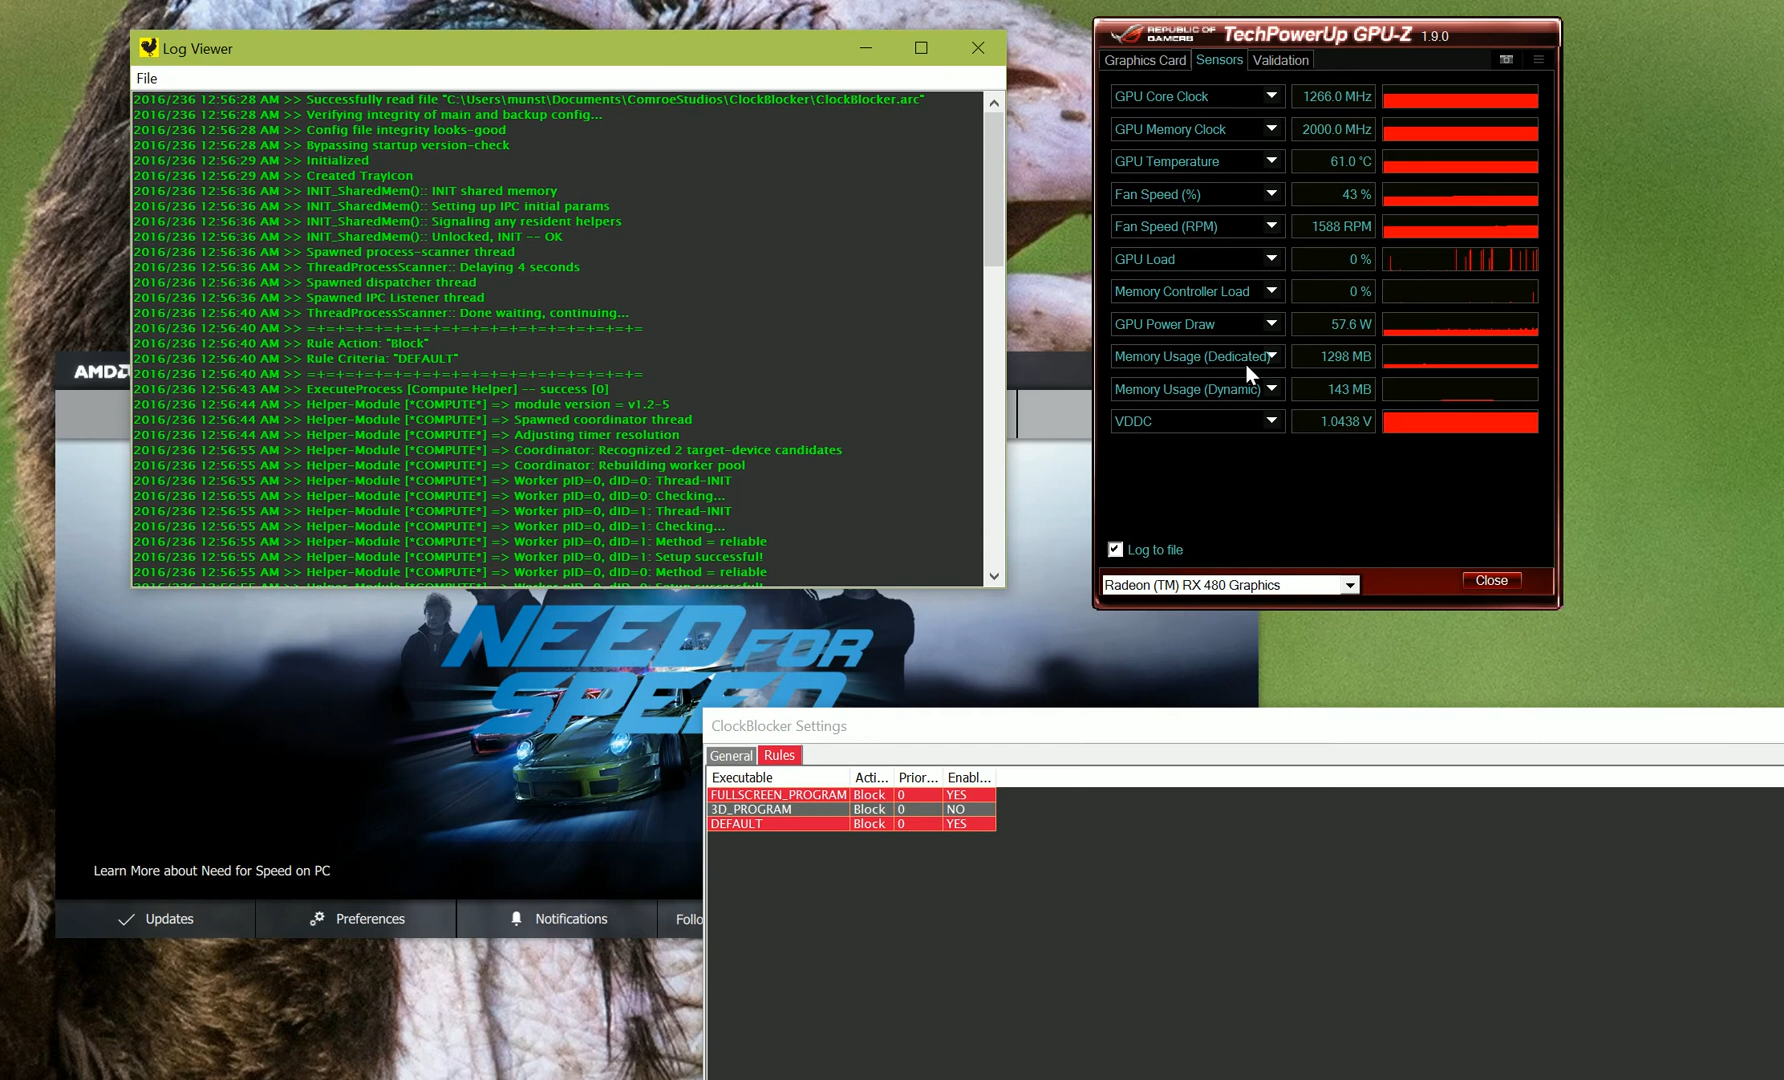 Log Viewer
File
2016/236 12:56:28 AM >> Successfully read file "C:\Users\munst\Documents\ComroeStudios\ClockBlocker\ClockBlocker.arc"
2016/236 12:56:28 AM >> Verifying integrity of main and backup config...
2016/236 12:56:28 AM >> Config file integrity looks-good
2016/236 12:56:28 AM >> Bypassing startup version-check
2016/236 12:56:29 AM >> Initialized
2016/236 12:56:29 AM >> Created TrayIcon
2016/236 12:56:36 AM >> INIT_SharedMem():: INIT shared memory
2016/236 12:56:36 AM >> INIT_SharedMem():: Setting up IPC initial params
2016/236 12:56:36 AM >> INIT_SharedMem():: Signaling any resident helpers
2016/236 12:56:36 AM >> INIT_SharedMem():: Unlocked, INIT -- OK
2016/236 12:56:36 AM >> Spawned process-scanner thread
2016/236 12:56:36 AM >> ThreadProcessScanner:: Delaying 4 seconds
2016/236 12:56:36 AM >> Spawned dispatcher thread
2016/236 12:56:36 AM >> Spawned IPC Listener thread
2016/236 12:56:40 AM >> ThreadProcessScanner:: Done waiting, continuing...
2016/236 12:56:40 AM >> =+=+=+=+=+=+=+=+=+=+=+=+=+=+=
2016/236 12:56:40 AM >> Rule Action: "Block"
2016/236 12:56:40 AM >> Rule Criteria: "DEFAULT"
2016/236 12:56:40 AM >> =+=+=+=+=+=+=+=+=+=+=+=+=+=+=
2016/236 12:56:43 AM >> ExecuteProcess [Compute Helper] -- success [0]
2016/236 12:56:44 AM >> Helper-Module [*COMPUTE*] => module version = v1.2-5
2016/236 12:56:44 AM >> Helper-Module [*COMPUTE*] => Spawned coordinator thread
2016/236 12:56:44 AM >> Helper-Module [*COMPUTE*] => Adjusting timer resolution
2016/236 12:56:55 AM >> Helper-Module [*COMPUTE*] => Coordinator: Recognized 2 target-device candidates
2016/236 12:56:55 AM >> Helper-Module [*COMPUTE*] => Coordinator: Rebuilding worker pool
2016/236 12:56:55 AM >> Helper-Module [*COMPUTE*] => Worker pID=0, dID=0: Thread-INIT
2016/236 12:56:55 AM >> Helper-Module [*COMPUTE*] => Worker pID=0, dID=0: Checking...
2016/236 12:56:55 AM >> Helper-Module [*COMPUTE*] => Worker pID=0, dID=1: Thread-INIT
2016/236 12:56:55 AM >> Helper-Module [*COMPUTE*] => Worker pID=0, dID=1: Checking...
2016/236 12:56:55 AM >> Helper-Module [*COMPUTE*] => Worker pID=0, dID=1: Method = reliable
2016/236 12:56:55 AM >> Helper-Module [*COMPUTE*] => Worker pID=0, dID=1: Setup successful!
2016/236 12:56:55 AM >> Helper-Module [*COMPUTE*] => Worker pID=0, dID=0: Method = reliable
REPUBLIC OF GAMERS TechPowerUp GPU-Z 1.9.0
Graphics Card Sensors Validation
GPU Core Clock 1266.0 MHz
GPU Memory Clock 2000.0 MHz
GPU Temperature 61.0 °C
Fan Speed (%) 43 %
Fan Speed (RPM) 1588 RPM
GPU Load 0 %
Memory Controller Load 0 %
GPU Power Draw 57.6 W
Memory Usage (Dedicated) 1298 MB
Memory Usage (Dynamic) 143 MB
VDDC 1.0438 V
Log to file
Radeon (TM) RX 480 Graphics Close
AMD
NEED FOR
SPEED
Learn More about Need for Speed on PC
Updates Preferences Notifications Follo
ClockBlocker Settings
General Rules
Executable Acti... Prior... Enabl...
FULLSCREEN_PROGRAM Block 0 YES
3D_PROGRAM Block 0 NO
DEFAULT Block 0 YES